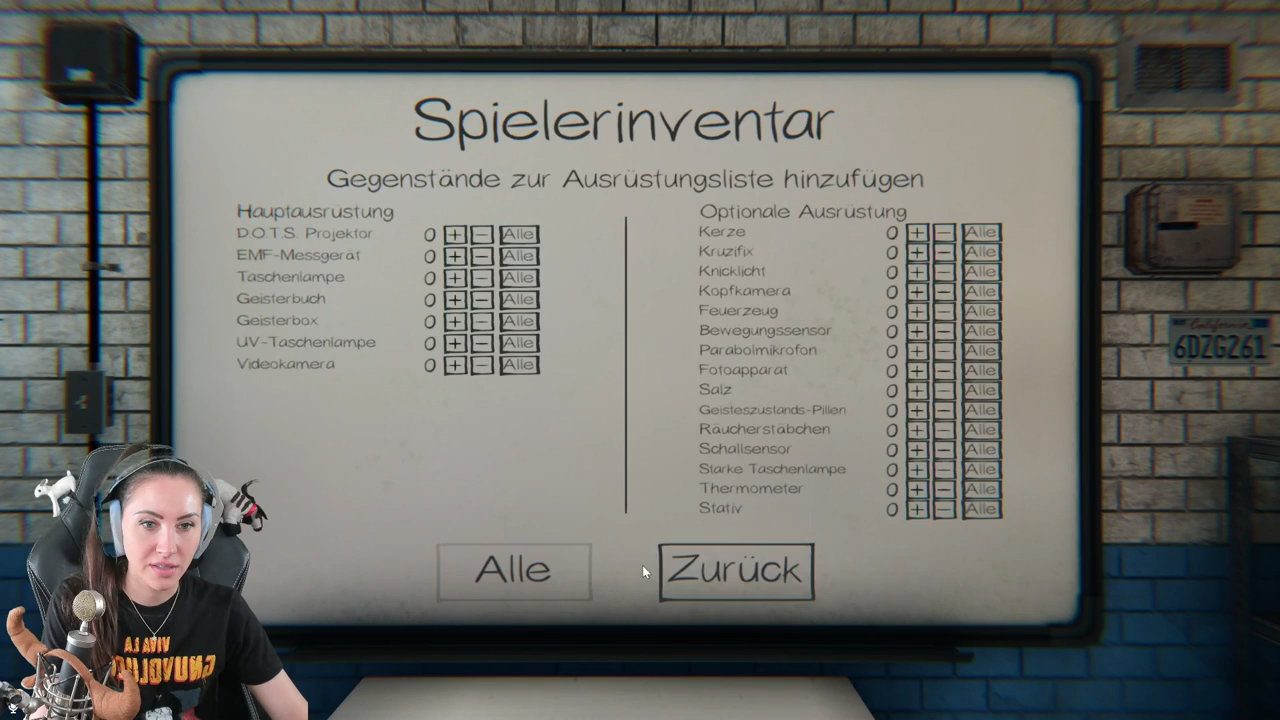 Spielerinventar
Gegenstände zur Ausrüstungsliste hinzufügen
Hauptausrüstung
D.O.T.S. Projektor 0 + - Alle
EMF-Messgerät 0 + - Alle
Taschenlampe 0 + - Alle
Geisterbuch 0 + - Alle
Geisterbox 0 + - Alle
UV-Taschenlampe 0 + - Alle
Videokamera 0 + - Alle
Optionale Ausrüstung
Kerze 0 + - Alle
Kruzifix 0 + - Alle
Knicklicht 0 + - Alle
Kopfkamera 0 + - Alle
Feuerzeug 0 + - Alle
Bewegungssensor 0 + - Alle
Parabolmikrofon 0 + - Alle
Fotoapparat 0 + - Alle
Salz 0 + - Alle
Geisteszustands-Pillen 0 + - Alle
Räucherstäbchen 0 + - Alle
Schallsensor 0 + - Alle
Starke Taschenlampe 0 + - Alle
Thermometer 0 + - Alle
Stativ 0 + - Alle
Alle
Zurück
California
6DZG261
VIVA LA